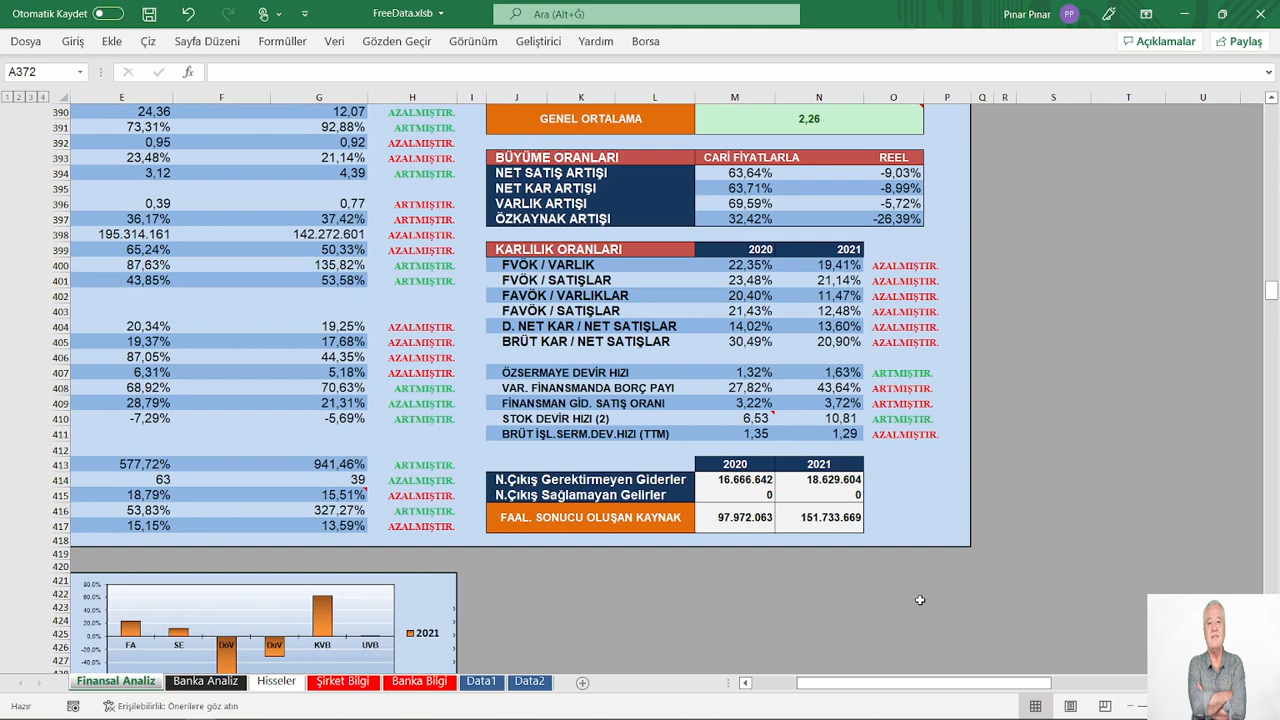 Otomatik Kaydet
FreeData.xlsb
Ara (Alt+Ğ)
Pınar Pınar
PP
Dosya Giriş Ekle Çiz Sayfa Düzeni Formüller Veri Gözden Geçir Görünüm Geliştirici Yardım Borsa
Açıklamalar
Paylaş
A372
fx
1 2 3 4
E F G H I J K L M N O P Q R S T U
390 24,36 12,07 AZALMIŞTIR. GENEL ORTALAMA 2,26
391 73,31% 92,88% ARTMIŞTIR.
392 0,95 0,92 AZALMIŞTIR.
393 23,48% 21,14% AZALMIŞTIR. BÜYÜME ORANLARI CARİ FİYATLARLA REEL
394 3,12 4,39 ARTMIŞTIR. NET SATIŞ ARTIŞI 63,64% -9,03%
395 NET KAR ARTIŞI 63,71% -8,99%
396 0,39 0,77 ARTMIŞTIR. VARLIK ARTIŞI 69,59% -5,72%
397 36,17% 37,42% ARTMIŞTIR. ÖZKAYNAK ARTIŞI 32,42% -26,39%
398 195.314.161 142.272.601 AZALMIŞTIR.
399 65,24% 50,33% AZALMIŞTIR. KARLILIK ORANLARI 2020 2021
400 87,63% 135,82% ARTMIŞTIR. FVÖK / VARLIK 22,35% 19,41% AZALMIŞTIR.
401 43,85% 53,58% ARTMIŞTIR. FVÖK / SATIŞLAR 23,48% 21,14% AZALMIŞTIR.
402 FAVÖK / VARLIKLAR 20,40% 11,47% AZALMIŞTIR.
403 FAVÖK / SATIŞLAR 21,43% 12,48% AZALMIŞTIR.
404 20,34% 19,25% AZALMIŞTIR. D. NET KAR / NET SATIŞLAR 14,02% 13,60% AZALMIŞTIR.
405 19,37% 17,68% AZALMIŞTIR. BRÜT KAR / NET SATIŞLAR 30,49% 20,90% AZALMIŞTIR.
406 87,05% 44,35% AZALMIŞTIR.
407 6,31% 5,18% AZALMIŞTIR. ÖZSERMAYE DEVİR HIZI 1,32% 1,63% ARTMIŞTIR.
408 68,92% 70,63% ARTMIŞTIR. VAR. FİNANSMANDA BORÇ PAYI 27,82% 43,64% ARTMIŞTIR.
409 28,79% 21,31% AZALMIŞTIR. FİNANSMAN GİD. SATIŞ ORANI 3,22% 3,72% ARTMIŞTIR.
410 -7,29% -5,69% ARTMIŞTIR. STOK DEVİR HIZI (2) 6,53 10,81 ARTMIŞTIR.
411 BRÜT İŞL.SERM.DEV.HIZI (TTM) 1,35 1,29 AZALMIŞTIR.
412
413 577,72% 941,46% ARTMIŞTIR. 2020 2021
414 63 39 AZALMIŞTIR. N.Çıkış Gerektirmeyen Giderler 16.666.642 18.629.604
415 18,79% 15,51% AZALMIŞTIR. N.Çıkış Sağlamayan Gelirler 0 0
416 53,83% 327,27% ARTMIŞTIR. FAAL. SONUCU OLUŞAN KAYNAK 97.972.063 151.733.669
417 15,15% 13,59% AZALMIŞTIR.
418
419
420
421
422
423
424
425
426
427
80,0%
60,0%
40,0%
20,0%
0,0%
-20,0%
-40,0%
FA SE DöV DuV KVB UVB
2021
Finansal Analiz Banka Analiz Hisseler Şirket Bilgi Banka Bilgi Data1 Data2
Hazır
Erişilebilirlik: Önerilere göz atın